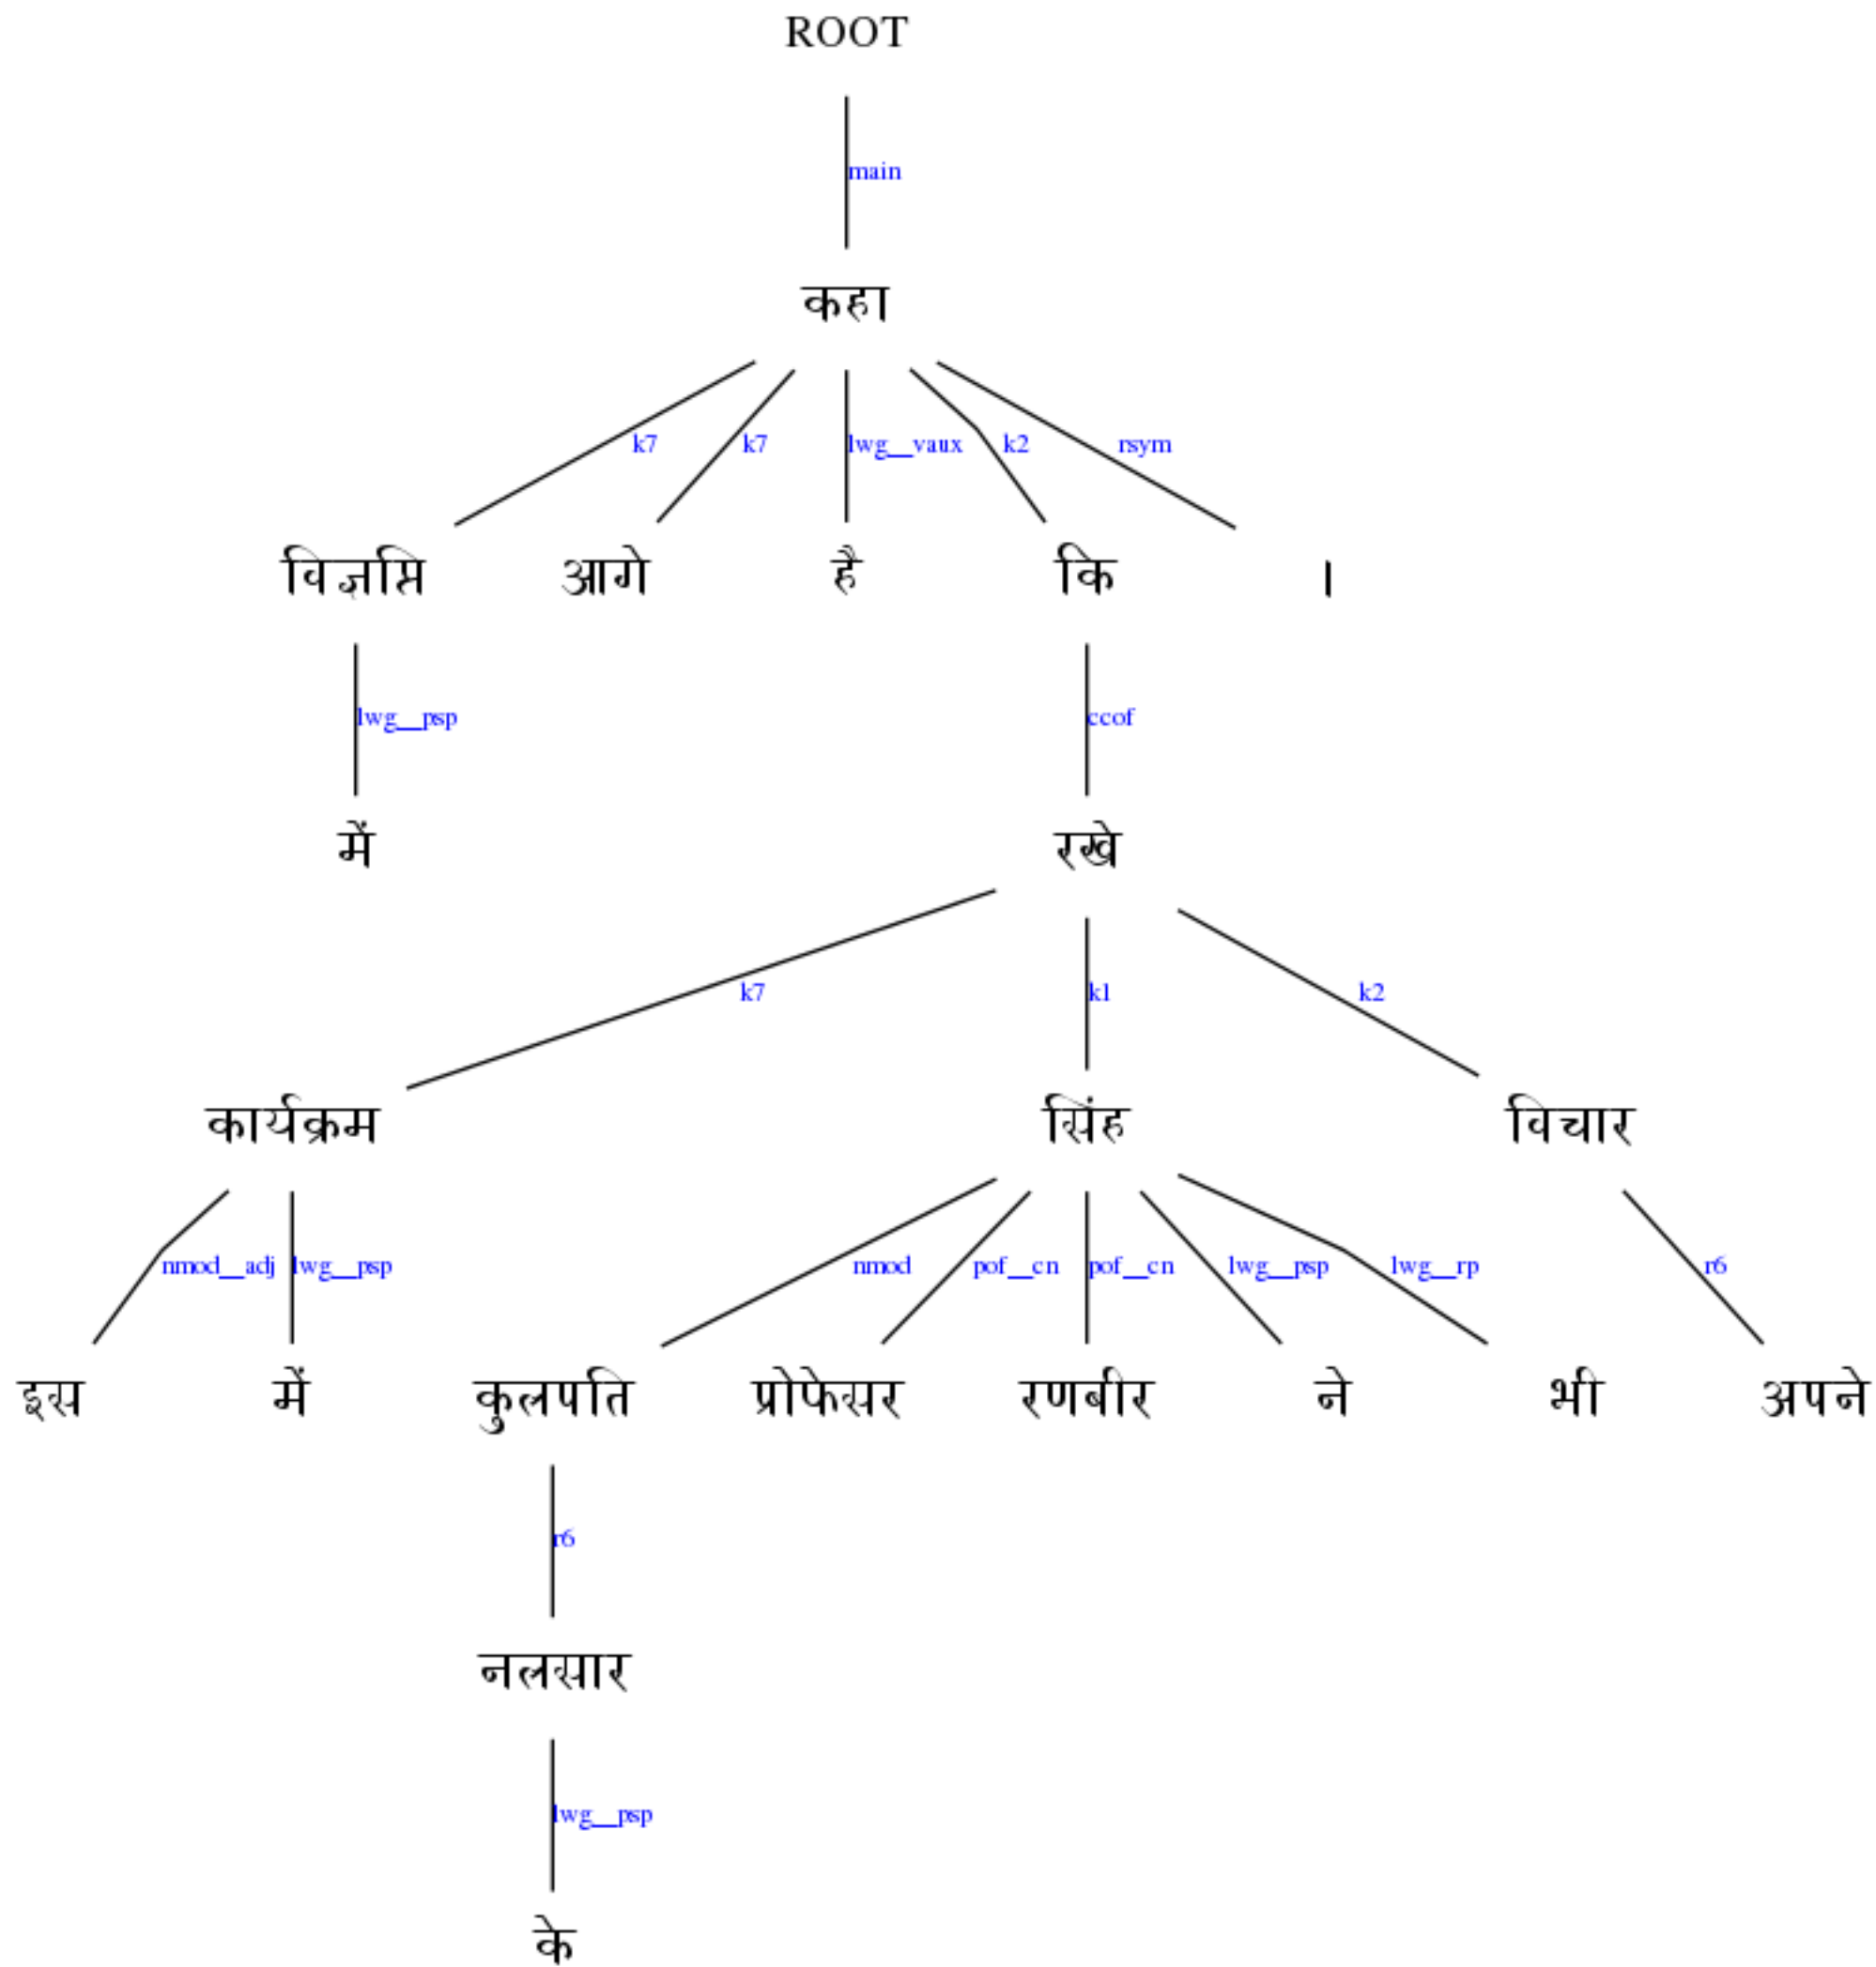 ROOT
main
कहा
k7 k7 lwg__vaux k2 rsym
विज्ञप्ति आगे है कि ।
lwg__psp ccof
में रखे
k7 k1 k2
कार्यक्रम सिंह विचार
nmod__adj lwg__psp nmod pof__cn pof__cn lwg__psp lwg__rp r6
इस में कुलपति प्रोफेसर रणबीर ने भी अपने
r6
नलसार
lwg__psp
के